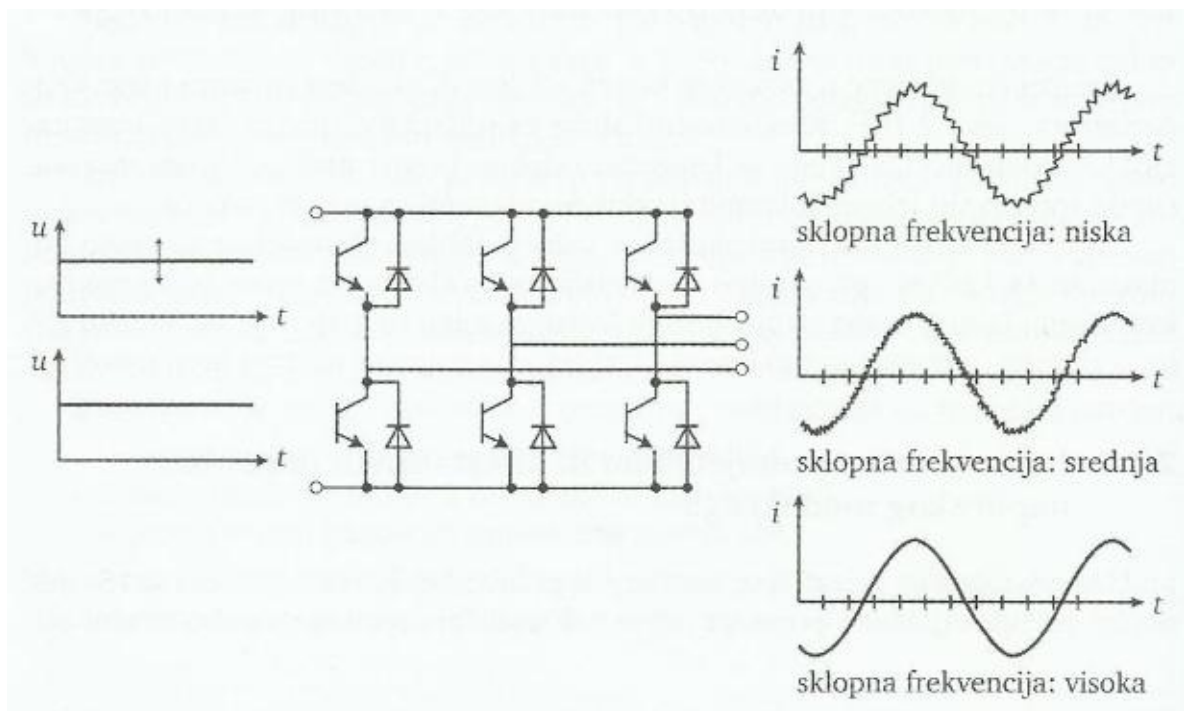 i
t
sklopna frekvencija: niska
u
t
u
t
i
t
sklopna frekvencija: srednja
i
t
sklopna frekvencija: visoka